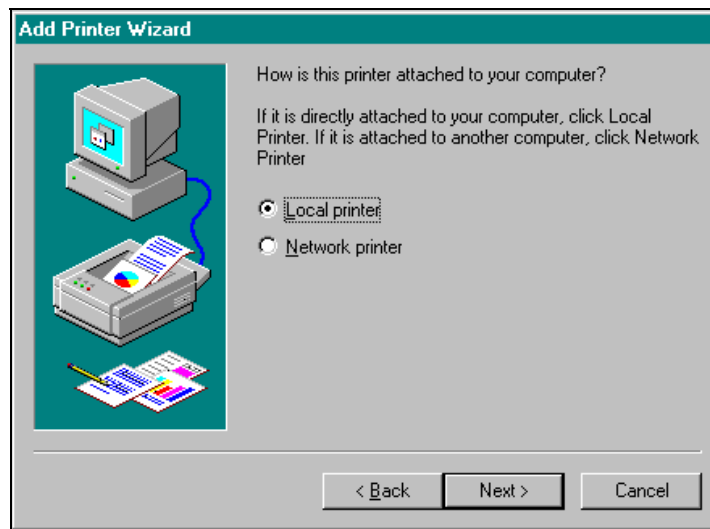 Add Printer Wizard
How is this printer attached to your computer?
If it is directly attached to your computer, click Local
Printer. If it is attached to another computer, click Network
Printer
Local printer
Network printer
< Back
Next >
Cancel